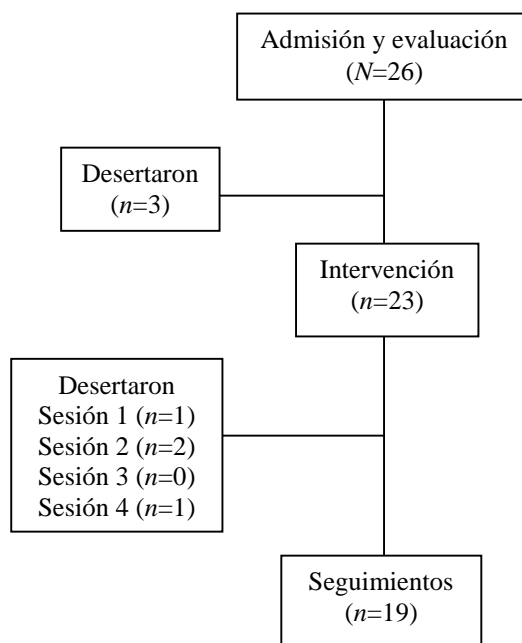 Admisión y evaluación
(N=26)
Desertaron
(n=3)
Intervención
(n=23)
Desertaron
Sesión 1 (n=1)
Sesión 2 (n=2)
Sesión 3 (n=0)
Sesión 4 (n=1)
Seguimientos
(n=19)